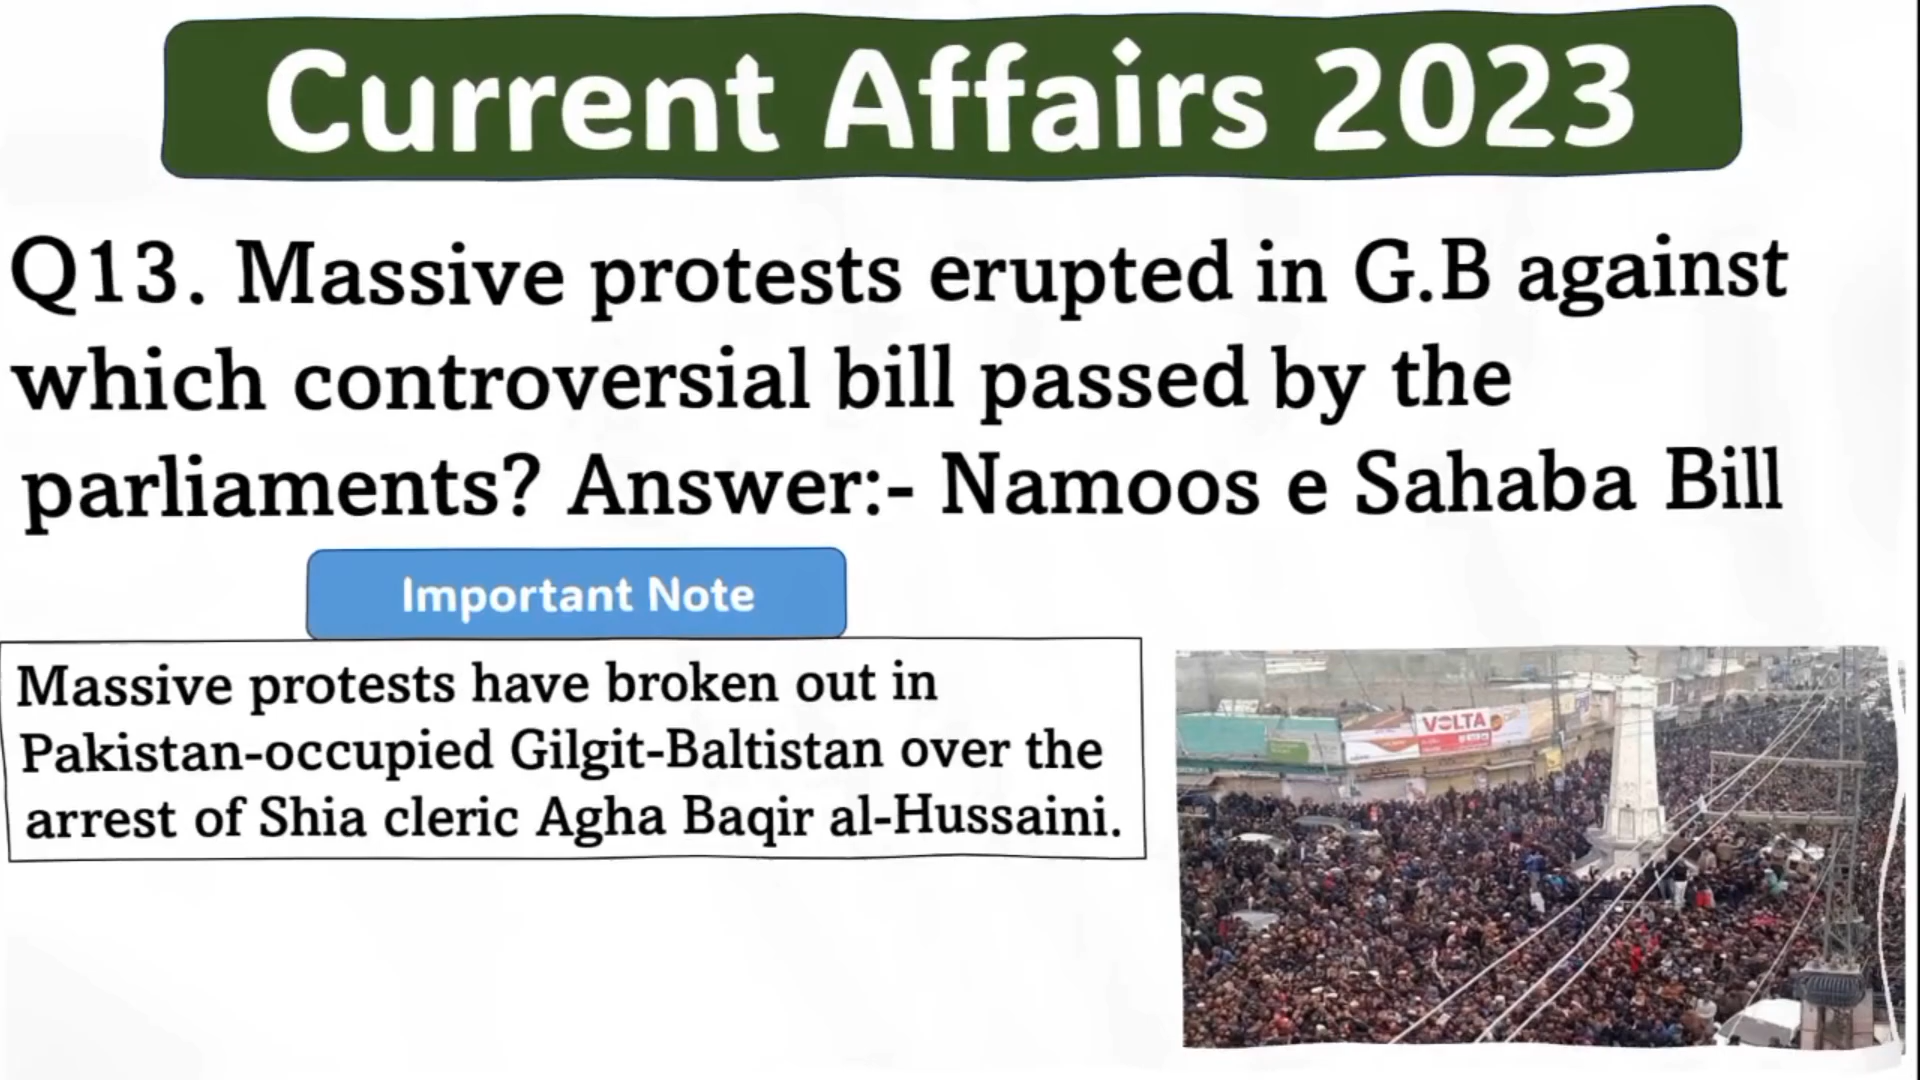 Current Affairs 2023
Q13. Massive protests erupted in G.B against
which controversial bill passed by the
parliaments? Answer:- Namoos e Sahaba Bill
Important Note
Massive protests have broken out in
Pakistan-occupied Gilgit-Baltistan over the
arrest of Shia cleric Agha Baqir al-Hussaini.
VOLTA